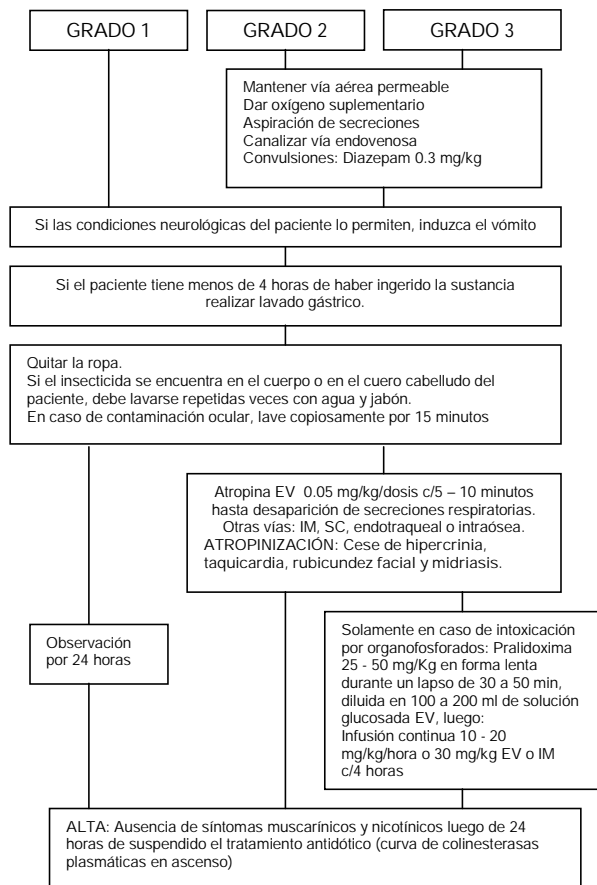 GRADO 1
GRADO 2
GRADO 3
Mantener vía aérea permeable
Dar oxígeno suplementario
Aspiración de secreciones
Canalizar vía endovenosa
Convulsiones: Diazepam 0.3 mg/kg
Si las condiciones neurológicas del paciente lo permiten, induzca el vómito
Si el paciente tiene menos de 4 horas de haber ingerido la sustancia
realizar lavado gástrico.
Quitar la ropa.
Si el insecticida se encuentra en el cuerpo o en el cuero cabelludo del
paciente, debe lavarse repetidas veces con agua y jabón.
En caso de contaminación ocular, lave copiosamente por 15 minutos
Atropina EV 0.05 mg/kg/dosis c/5 – 10 minutos
hasta desaparición de secreciones respiratorias.
Otras vías: IM, SC, endotraqueal o intraósea.
ATROPINIZACIÓN: Cese de hipercrinia,
taquicardia, rubicundez facial y midriasis.
Observación
por 24 horas
Solamente en caso de intoxicación
por organofosforados: Pralidoxima
25 - 50 mg/Kg en forma lenta
durante un lapso de 30 a 50 min,
diluida en 100 a 200 ml de solución
glucosada EV, luego:
Infusión continua 10 - 20
mg/kg/hora o 30 mg/kg EV o IM
c/4 horas
ALTA: Ausencia de síntomas muscarínicos y nicotínicos luego de 24
horas de suspendido el tratamiento antidótico (curva de colinesterasas
plasmáticas en ascenso)